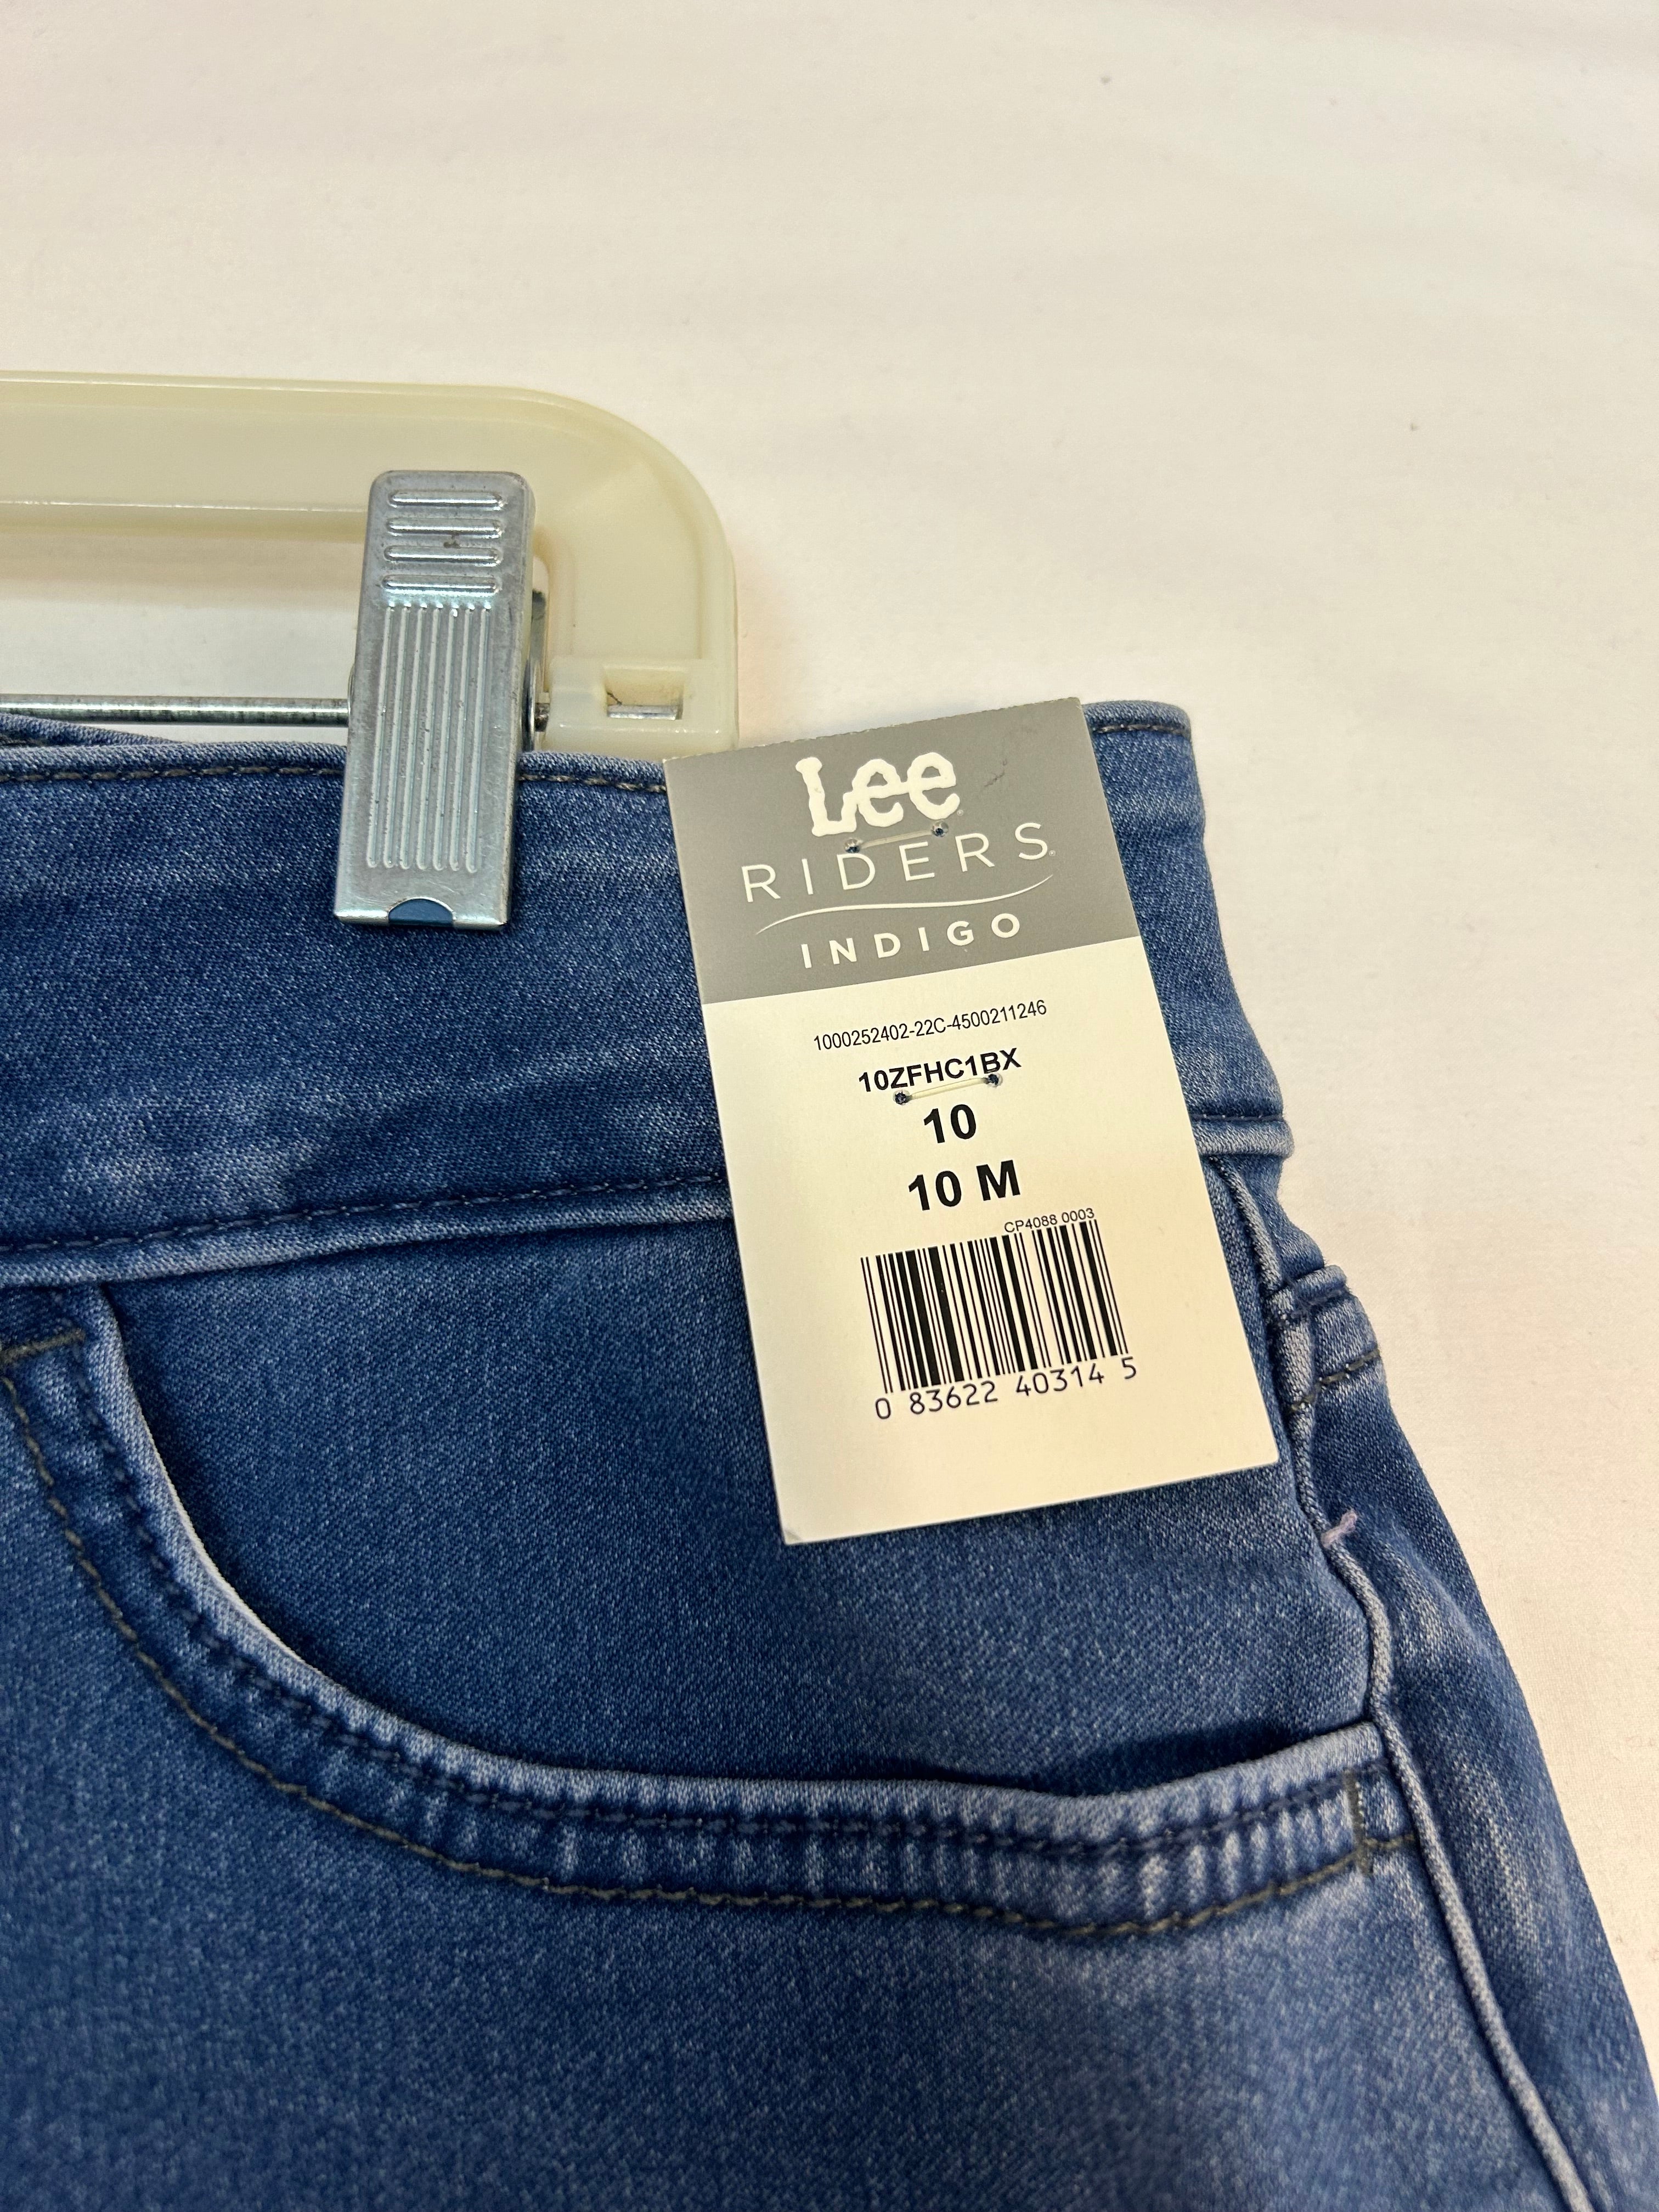 Lee
RIDERS®
INDIGO
1000252402-22C-4500211246
10ZFHC1BX
10
10 M
CP4088 0003
0 83622 40314 5